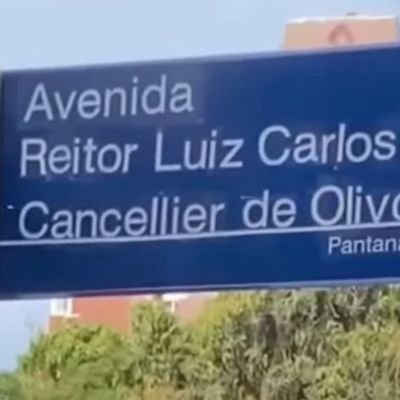 Avenida
Reitor Luiz Carlos
Cancellier de Olivo
Pantana